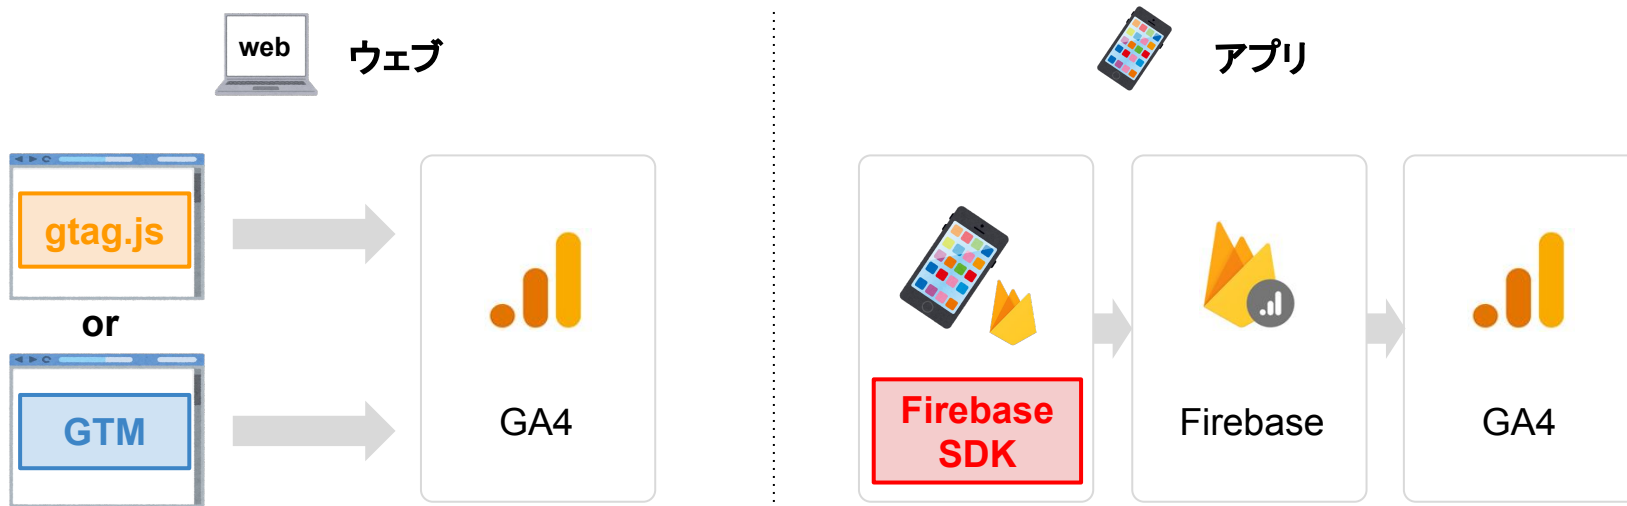 web
ウェブ
gtag.js
or
GTM
GA4
アプリ
Firebase
SDK
Firebase
GA4